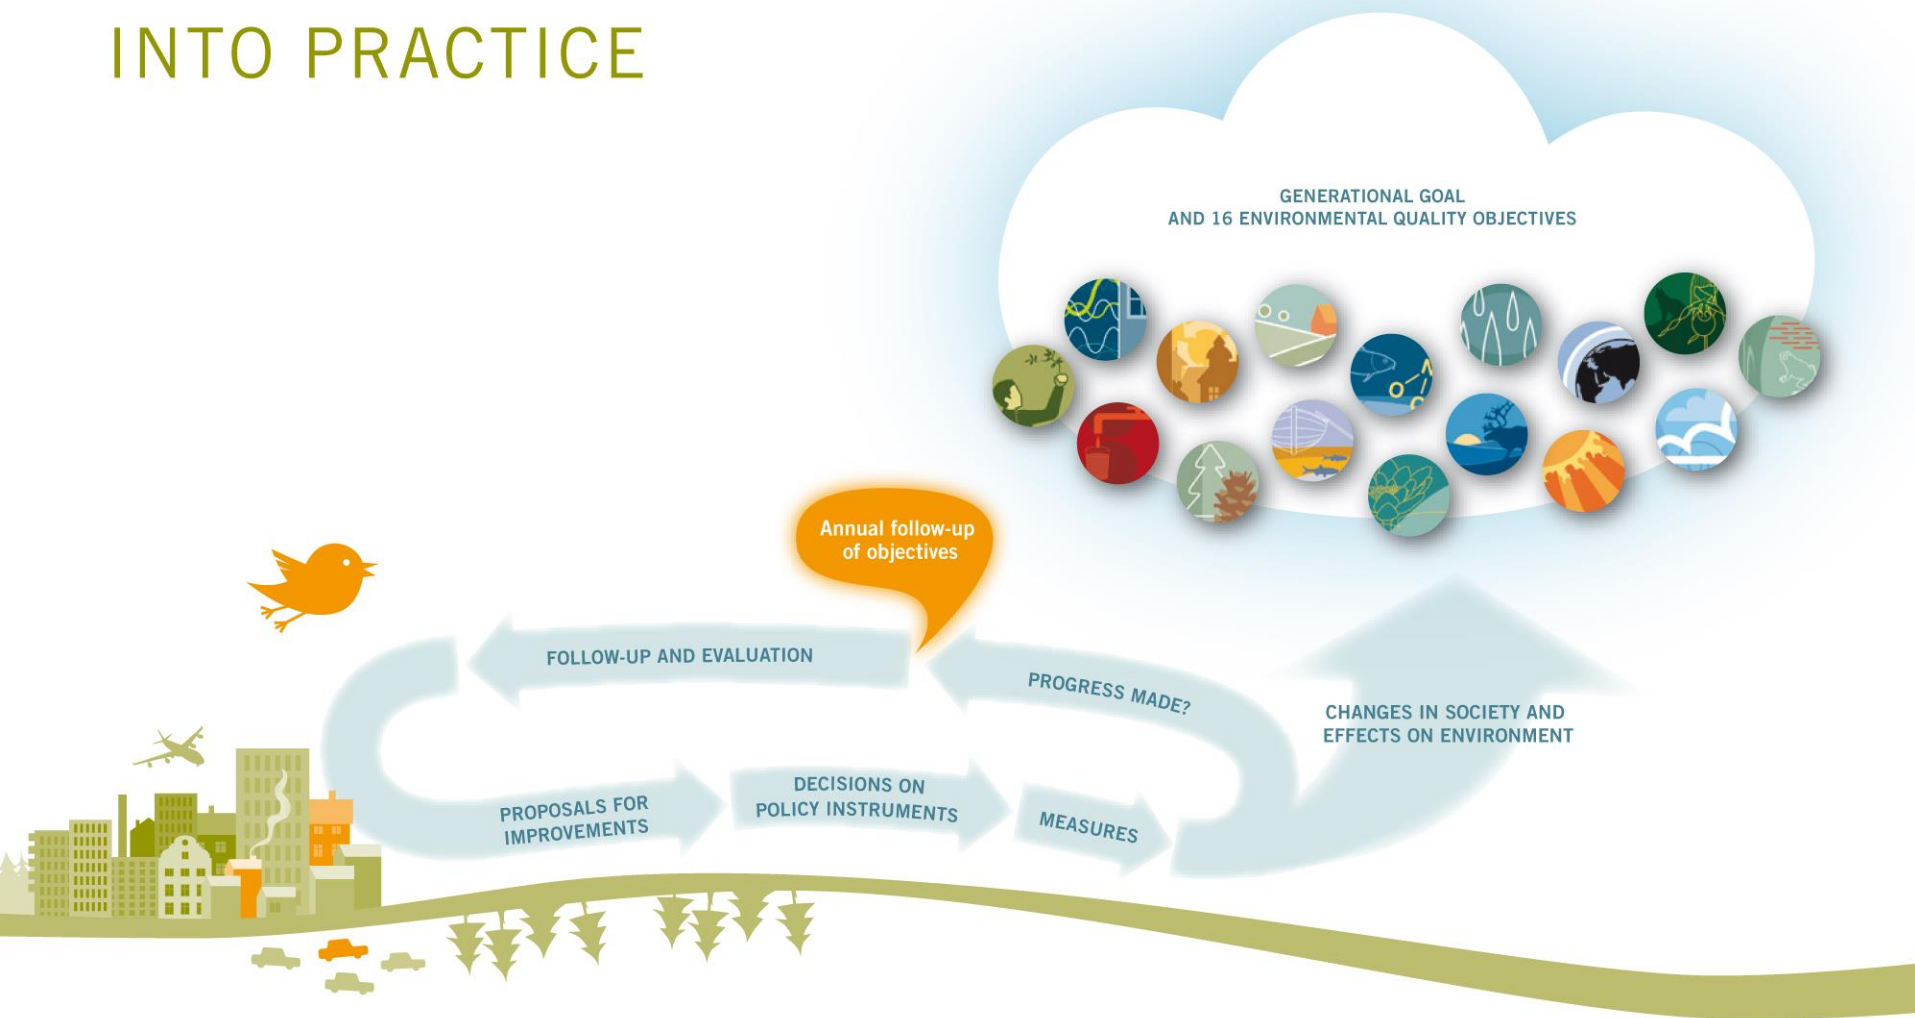 INTO PRACTICE
GENERATIONAL GOAL
AND 16 ENVIRONMENTAL QUALITY OBJECTIVES
Annual follow-up
of objectives
FOLLOW-UP AND EVALUATION
PROGRESS MADE?
CHANGES IN SOCIETY AND
EFFECTS ON ENVIRONMENT
PROPOSALS FOR
IMPROVEMENTS
DECISIONS ON
POLICY INSTRUMENTS
MEASURES